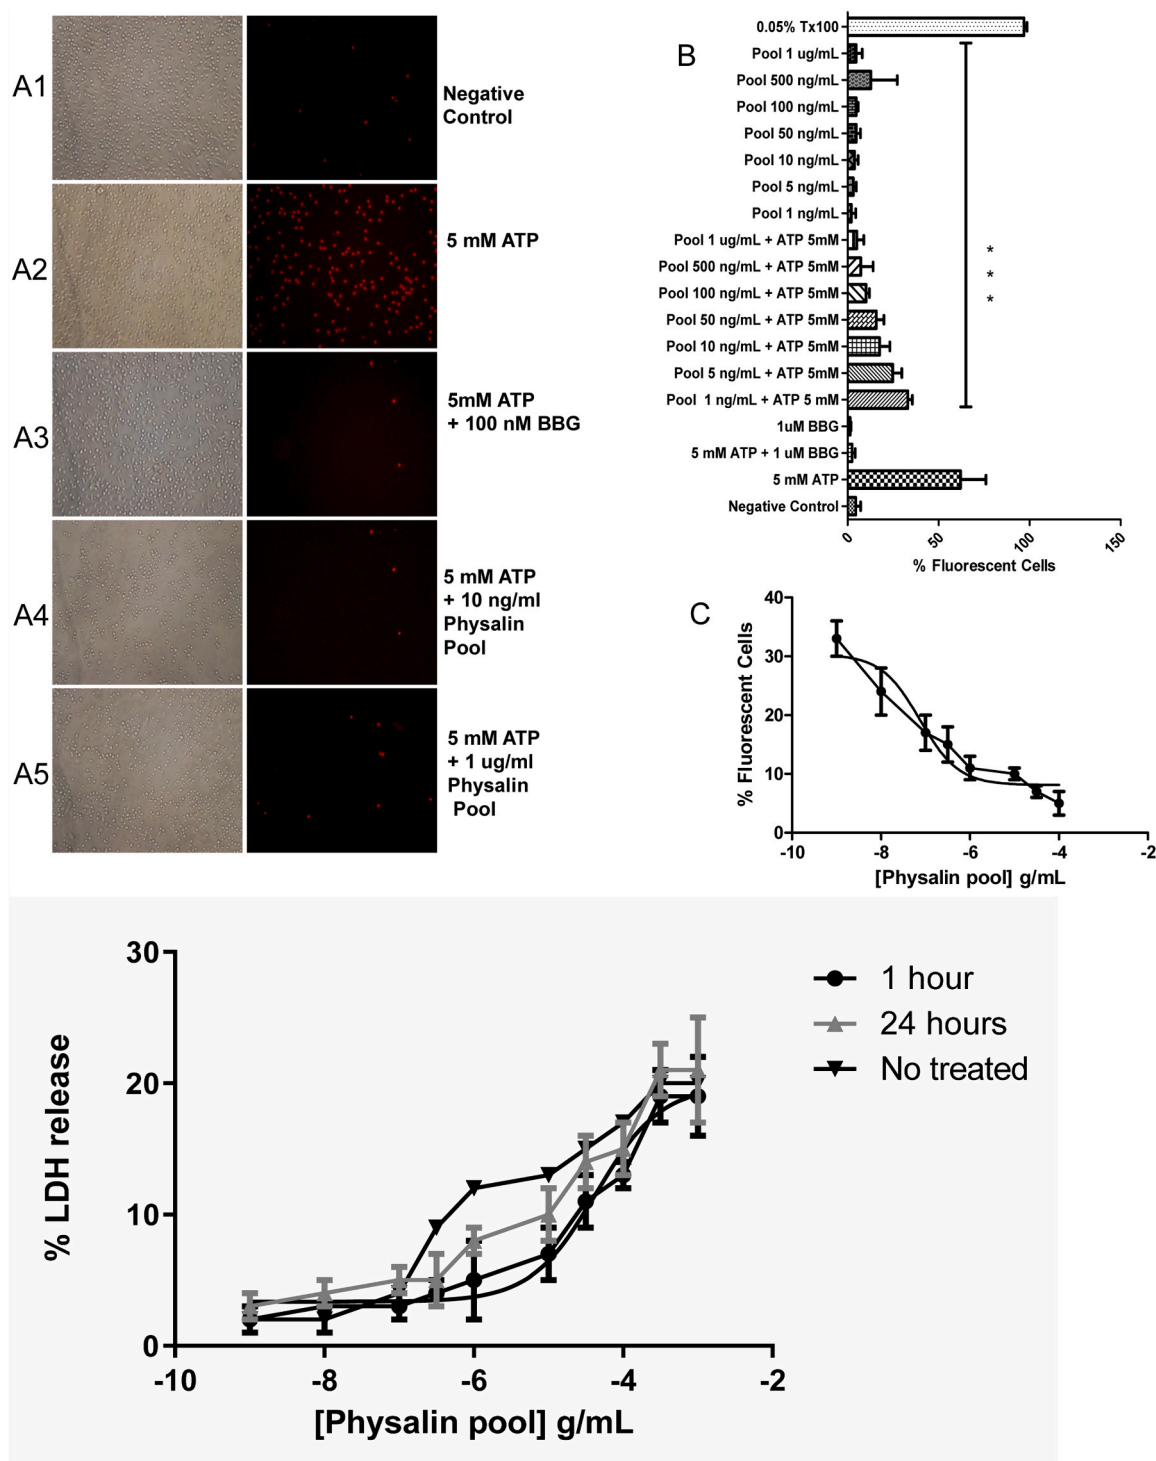 A1
Negative
Control
A2
5 mM ATP
A3
5mM ATP
+ 100 nM BBG
A4
5 mM ATP
+ 10 ng/ml
Physalin
Pool
A5
5 mM ATP
+ 1 ug/ml
Physalin
Pool
B
0.05% Tx100
Pool 1 ug/mL
Pool 500 ng/mL
Pool 100 ng/mL
Pool 50 ng/mL
Pool 10 ng/mL
Pool 5 ng/mL
Pool 1 ng/mL
Pool 1 ug/mL + ATP 5mM
Pool 500 ng/mL + ATP 5mM
Pool 100 ng/mL + ATP 5mM
Pool 50 ng/mL + ATP 5mM
Pool 10 ng/mL + ATP 5mM
Pool 5 ng/mL + ATP 5mM
Pool 1 ng/mL + ATP 5 mM
1uM BBG
5 mM ATP + 1 uM BBG
5 mM ATP
Negative Control
*
*
*
0 50 100 150
% Fluorescent Cells
C
% Fluorescent Cells
40
30
20
10
0
-10 -8 -6 -4 -2
[Physalin pool] g/mL
% LDH release
30
20
10
0
-10 -8 -6 -4 -2
[Physalin pool] g/mL
1 hour
24 hours
No treated